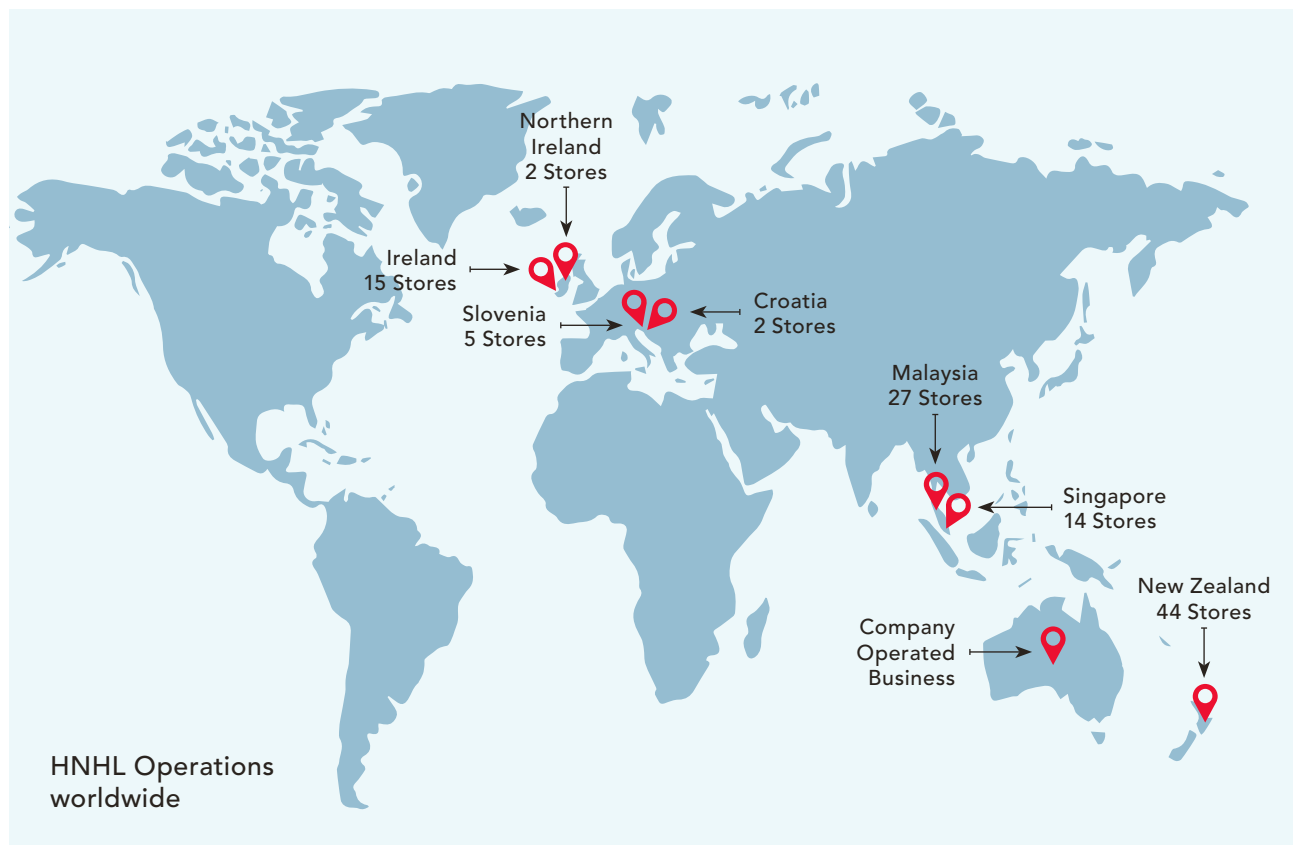 Northern
Ireland
2 Stores
Ireland
15 Stores
Slovenia
5 Stores
Croatia
2 Stores
Malaysia
27 Stores
Singapore
14 Stores
New Zealand
44 Stores
Company
Operated
Business
HNHL Operations
worldwide